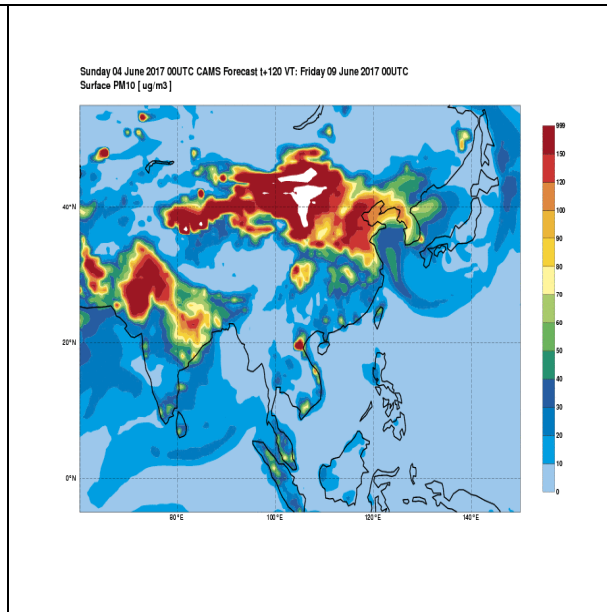 Sunday 04 June 2017 00UTC CAMS Forecast t+120 VT: Friday 09 June 2017 00UTC
Surface PM10 [ ug/m3 ]
999
150
120
100
90
80
70
60
50
40
30
20
10
0
40°N
20°N
0°N
80°E 100°E 120°E 140°E